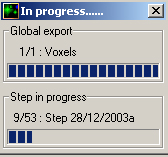 In progress......
Global export
1/1 : Voxels
Step in progress
9/53 : Step 28/12/2003a